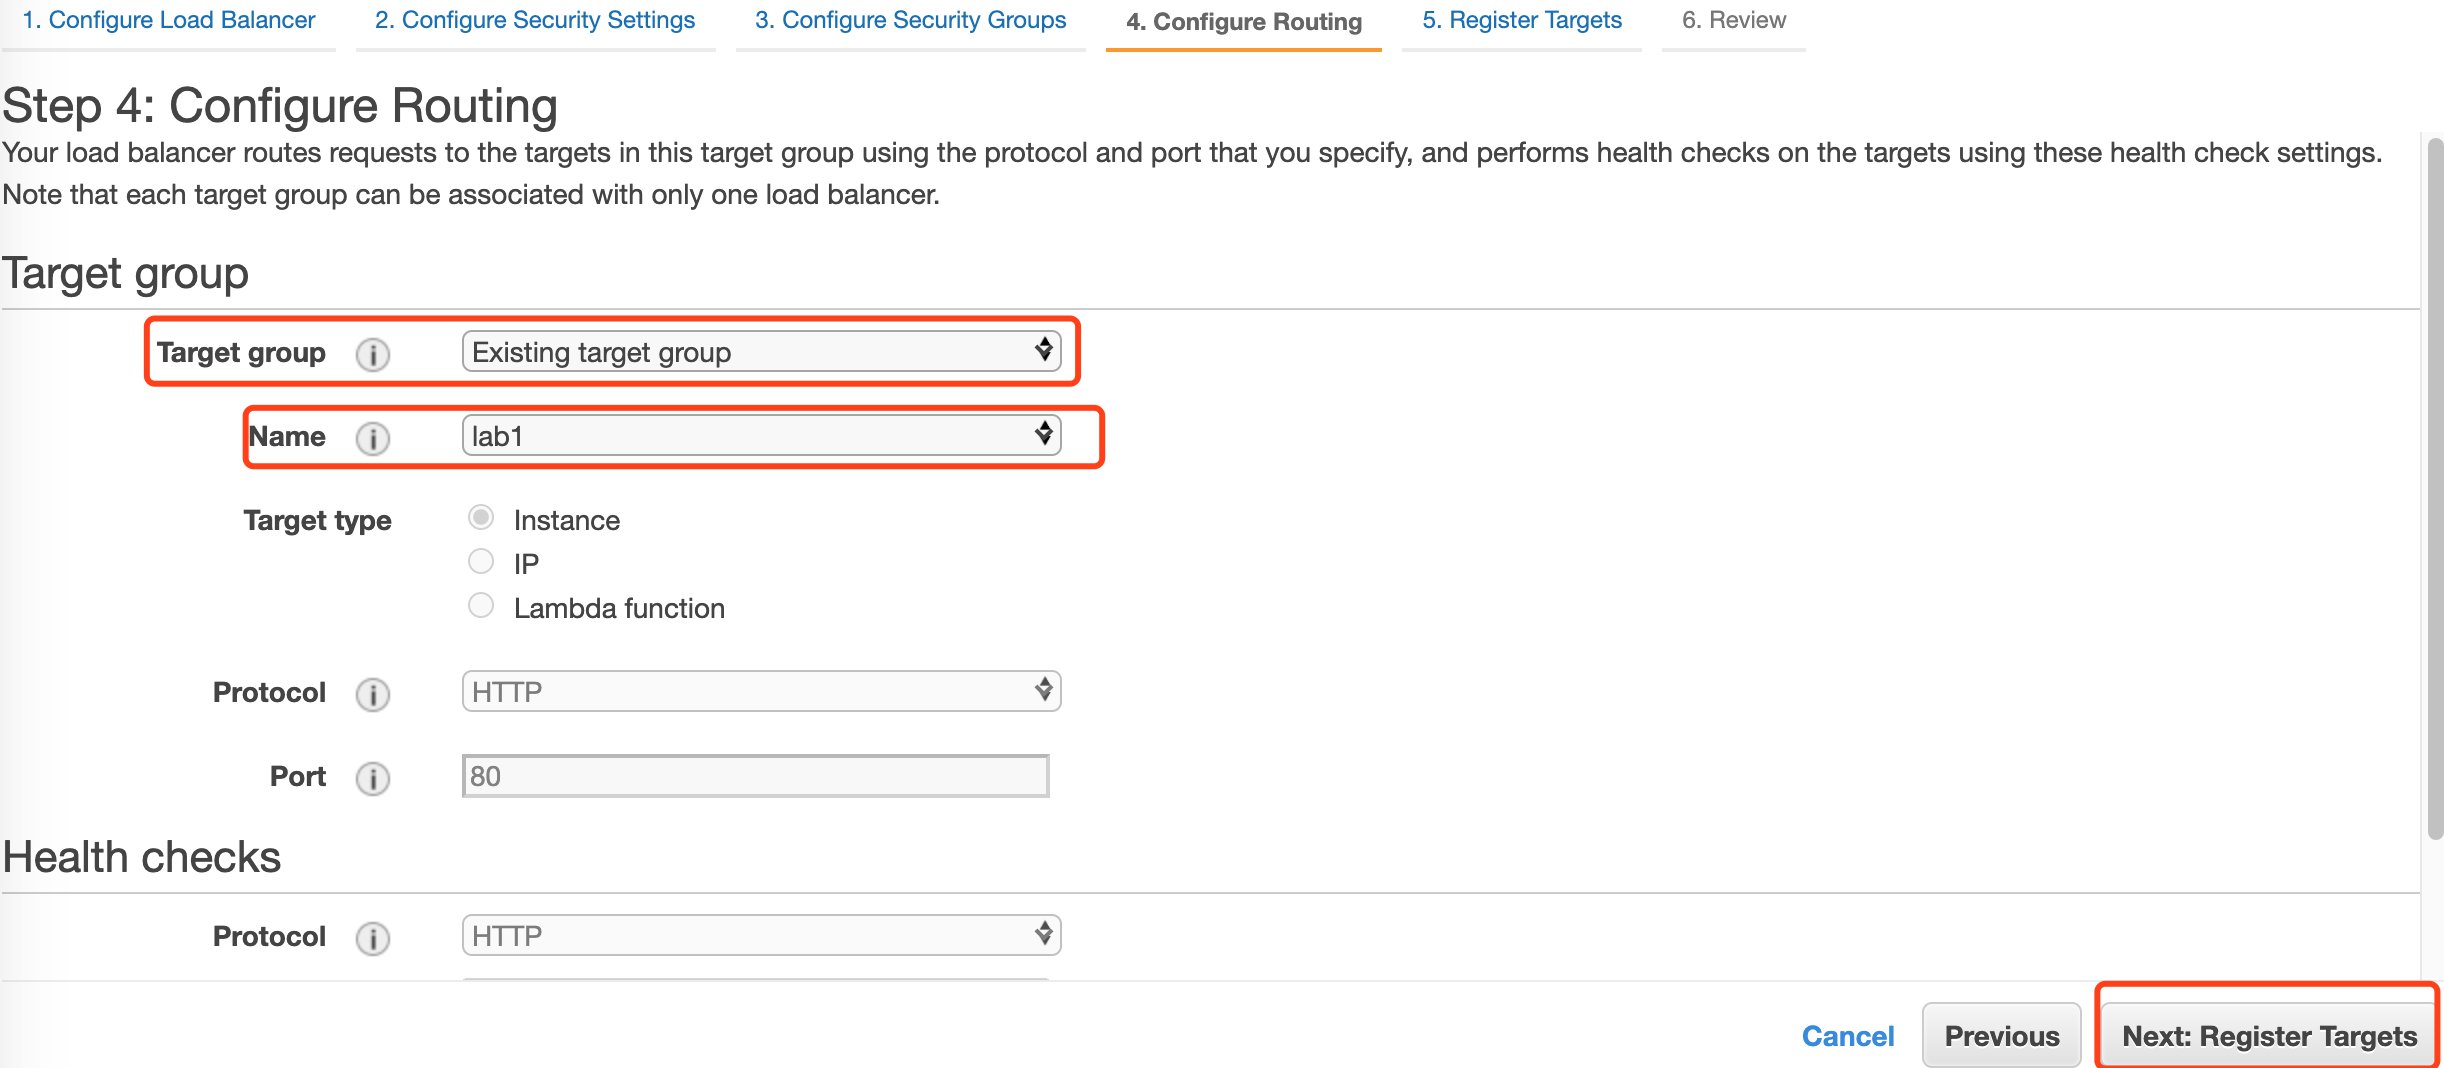 1. Configure Load Balancer
2. Configure Security Settings
3. Configure Security Groups
4. Configure Routing
5. Register Targets
6. Review
Step 4: Configure Routing
Your load balancer routes requests to the targets in this target group using the protocol and port that you specify, and performs health checks on the targets using these health check settings.
Note that each target group can be associated with only one load balancer.
Target group
Target group i Existing target group
Name i lab1
Target type Instance
IP
Lambda function
Protocol i HTTP
Port i 80
Health checks
Protocol i HTTP
Cancel Previous Next: Register Targets